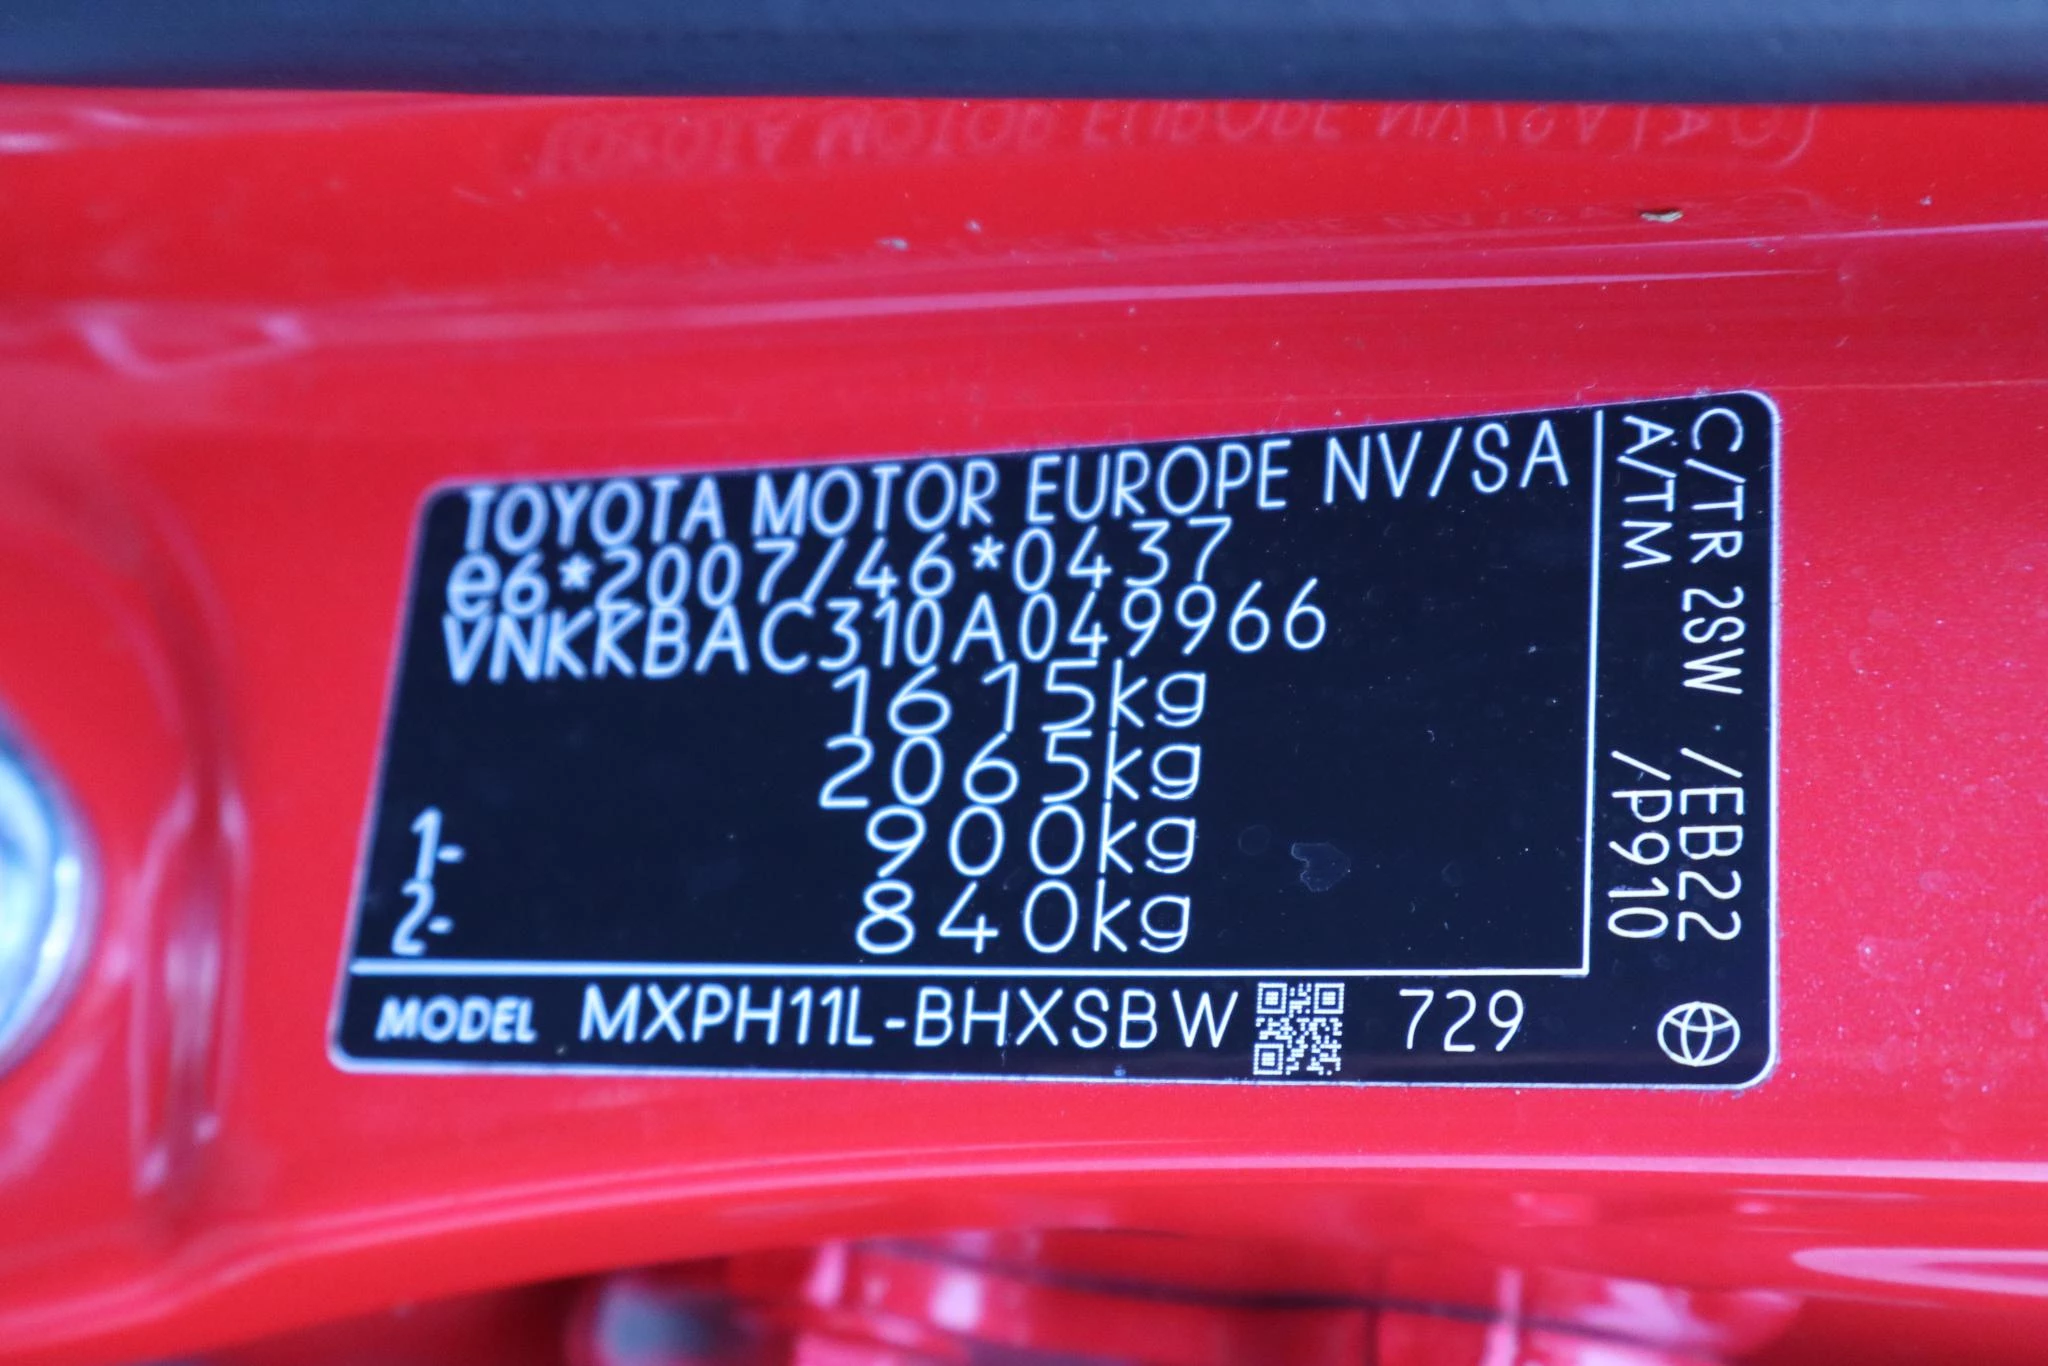 TOYOTA MOTOR EUROPE NV/SA
e6*2007/46*0437
VNKKBAC310A049966
1615kg
2065kg
1- 900kg
2- 840kg
MODEL MXPH11L-BHXSBW 729
C/TR 2SW /EB22
A/TM /P910